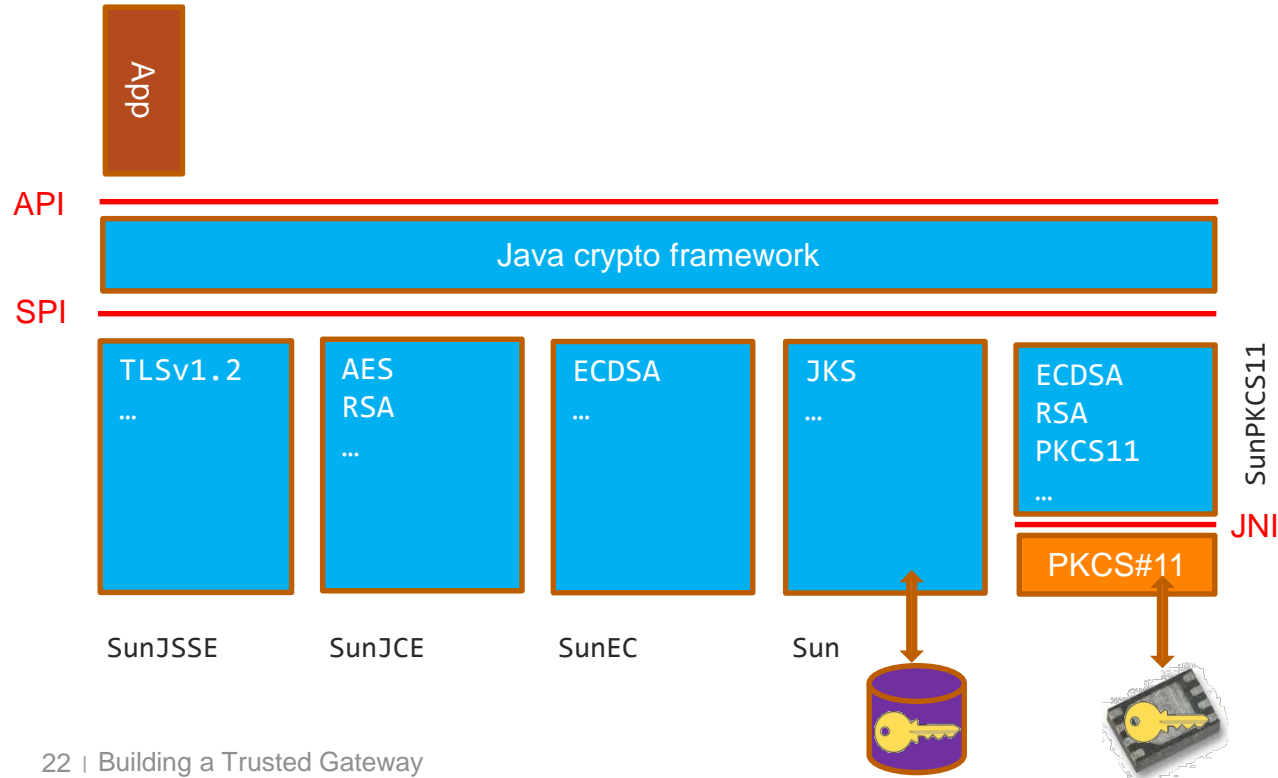 App
API
Java crypto framework
SPI
TLSv1.2
…
AES
RSA
…
ECDSA
…
JKS
…
ECDSA
RSA
PKCS11
…
SunPKCS11
JNI
PKCS#11
SunJSSE
SunJCE
SunEC
Sun
22 | Building a Trusted Gateway